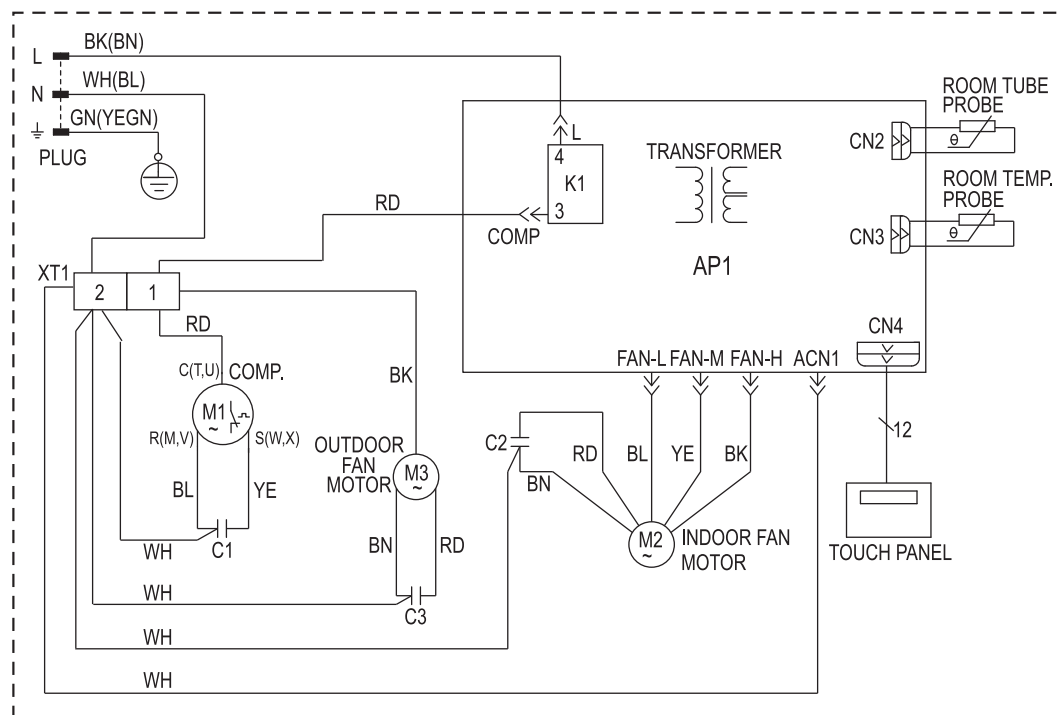 L
BK(BN)
N
WH(BL)
GN(YEGN)
PLUG
L
4
K1
3
COMP
RD
TRANSFORMER
AP1
CN2
θ
ROOM TUBE
PROBE
CN3
θ
ROOM TEMP.
PROBE
CN4
XT1
2
1
RD
C(T,U)
COMP.
M1
~
R(M,V)
S(W,X)
BL
YE
C1
WH
BK
OUTDOOR
FAN
MOTOR
M3
~
BN
RD
C3
WH
WH
WH
FAN-L
FAN-M
FAN-H
ACN1
C2
BN
RD
BL
YE
BK
M2
~
INDOOR FAN
MOTOR
12
TOUCH PANEL